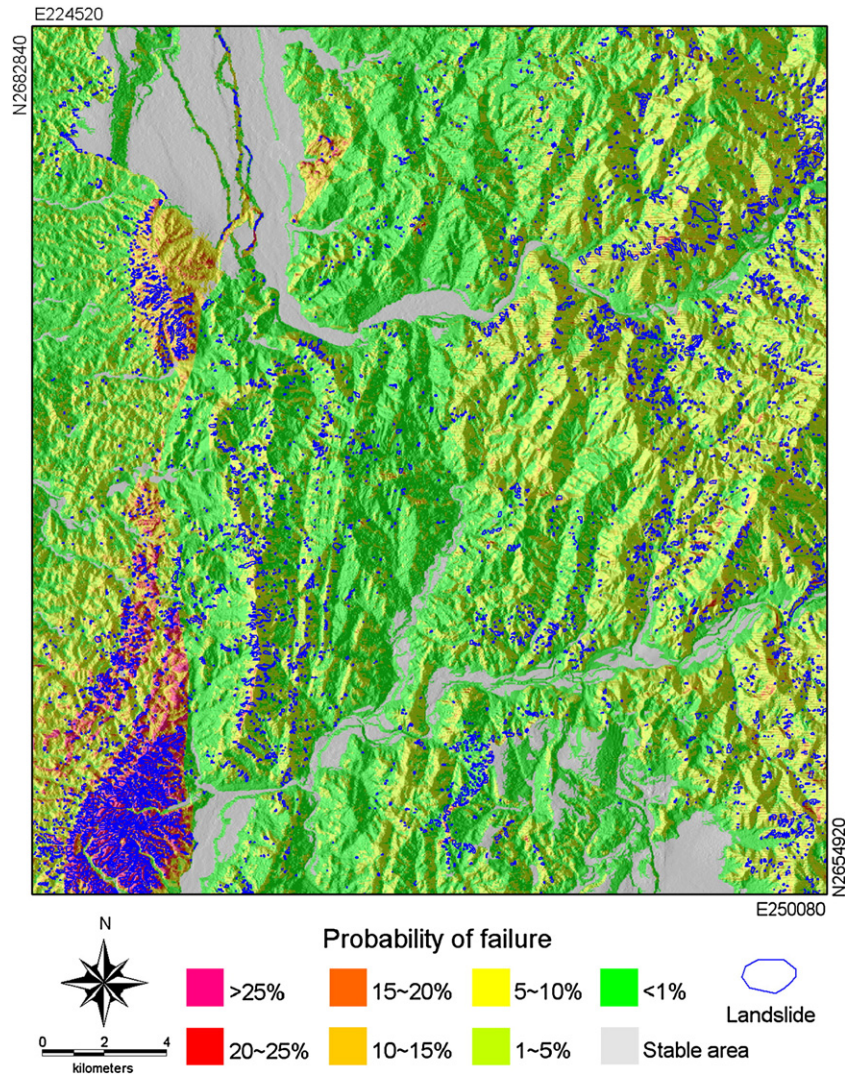 E224520
N2682840
N2654920
E250080
N
Probability of failure
>25% 15~20% 5~10% <1%
Landslide
20~25% 10~15% 1~5% Stable area
0 2 4
kilometers